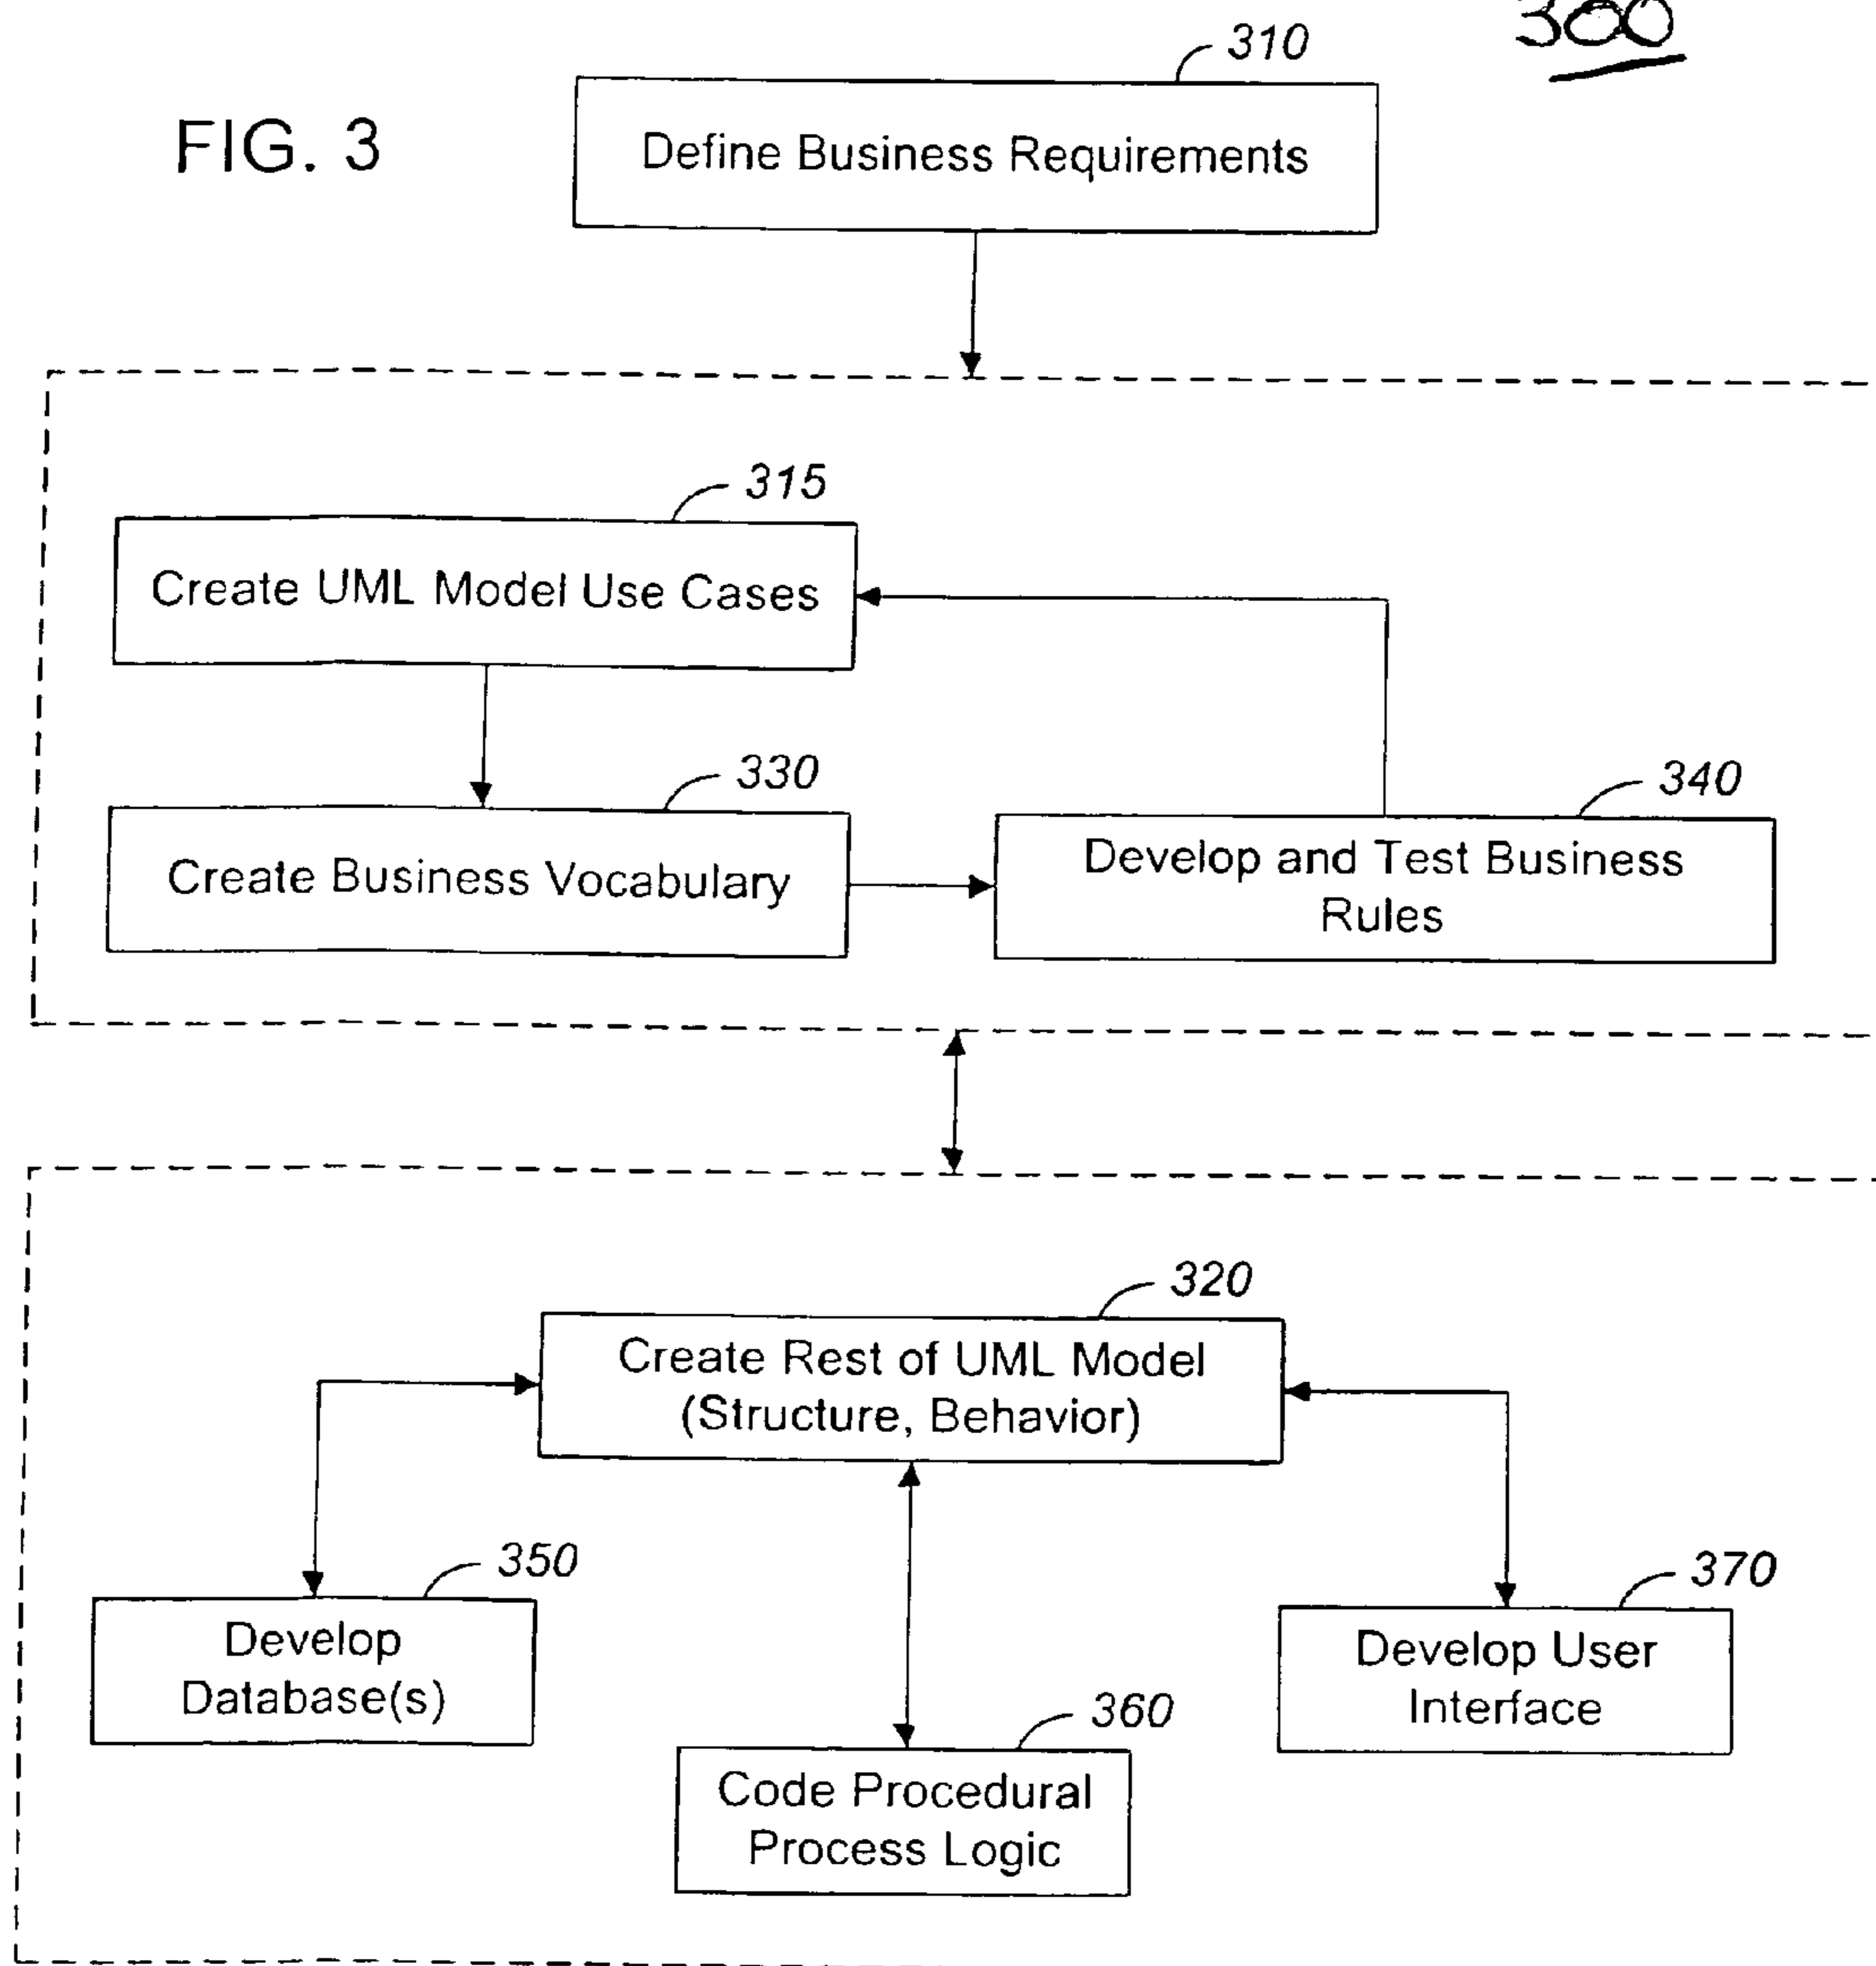 300
310
FIG. 3
Define Business Requirements
315
Create UML Model Use Cases
330
Create Business Vocabulary
340
Develop and Test Business
Rules
320
Create Rest of UML Model
(Structure, Behavior)
350
Develop
Database(s)
360
Code Procedural
Process Logic
370
Develop User
Interface